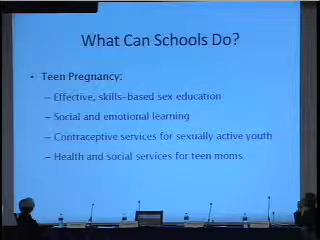 What Can Schools Do?
• Teen Pregnancy:
– Effective, skills-based sex education
– Social and emotional learning
– Contraceptive services for sexually active youth
– Health and social services for teen moms